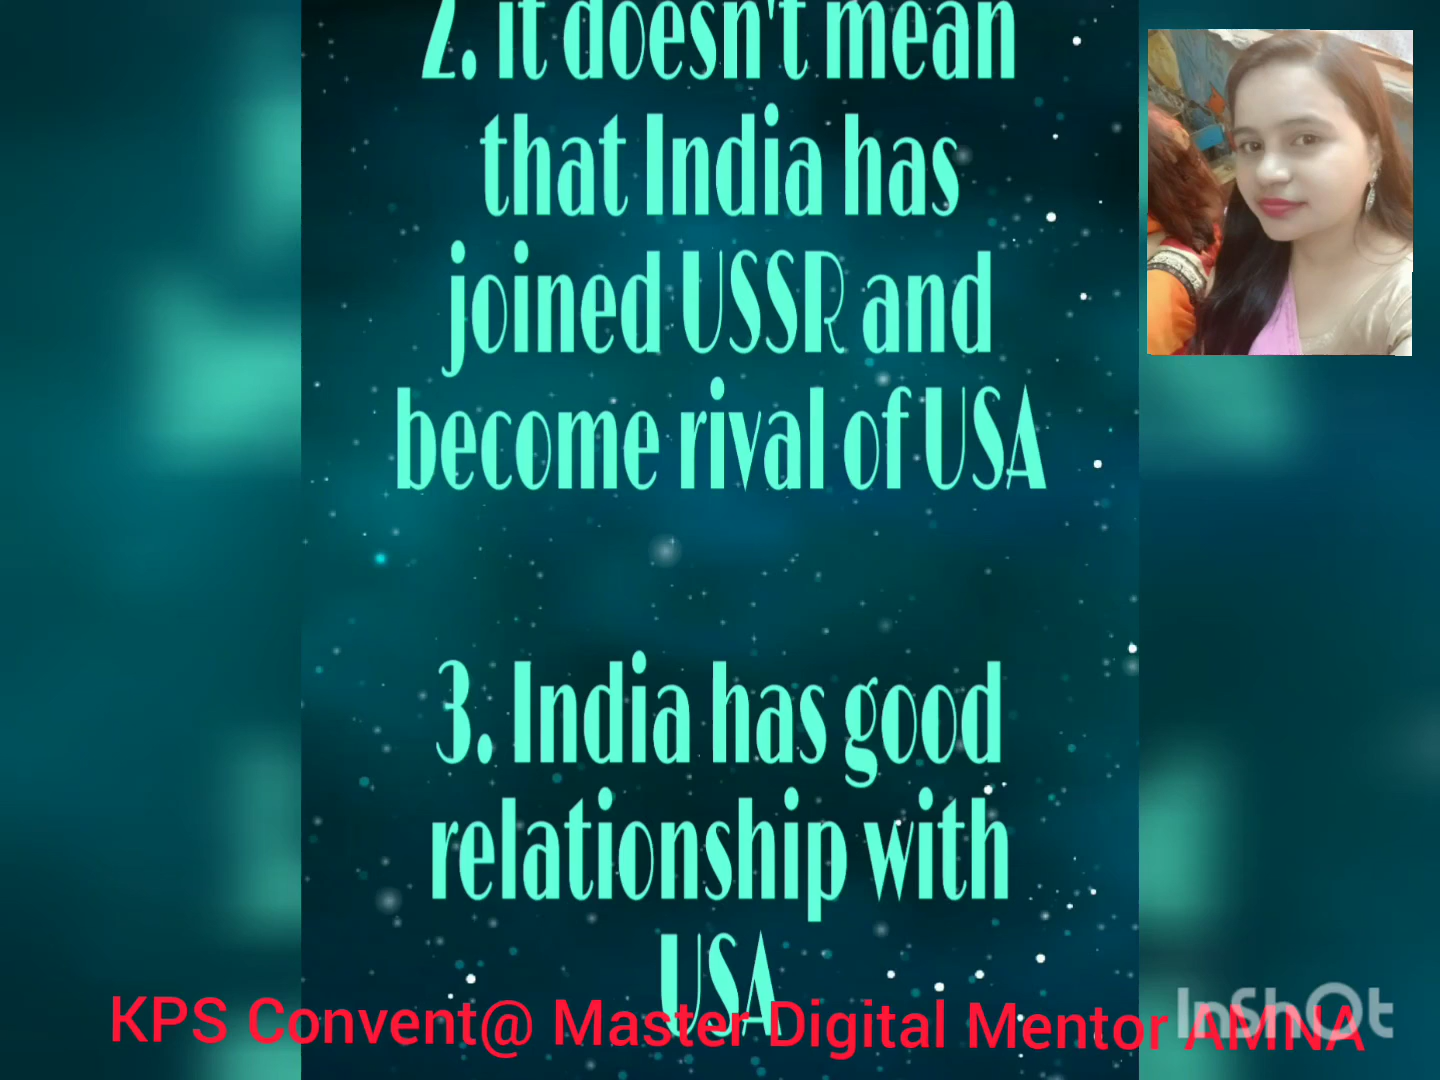 2. it doesn't mean
that India has
joined USSR and
become rival of USA
3. India has good
relationship with
USA
KPS Convent@ Master Digital Mentor AMNA
InShOt